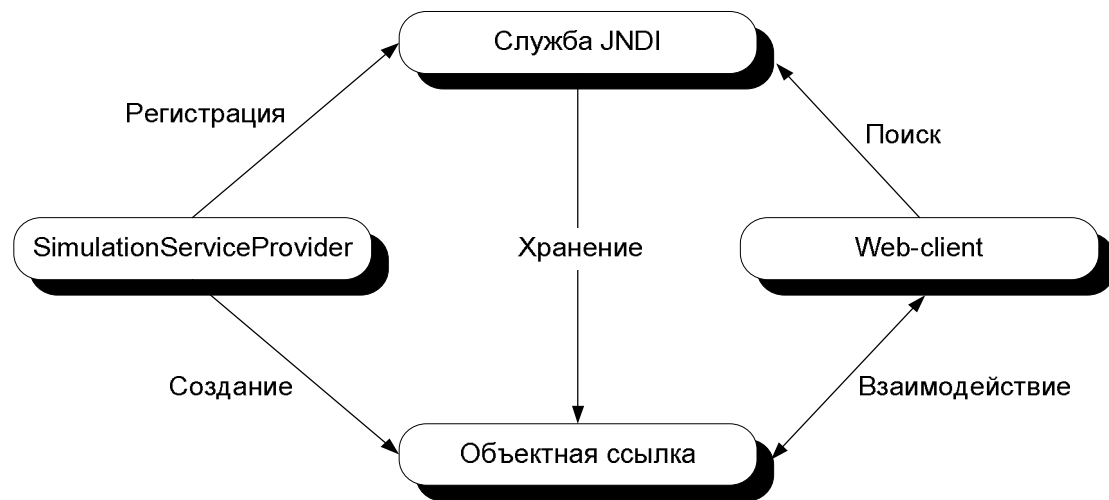 Служба JNDI
Регистрация
Поиск
SimulationServiceProvider
Хранение
Web-client
Создание
Взаимодействие
Объектная ссылка